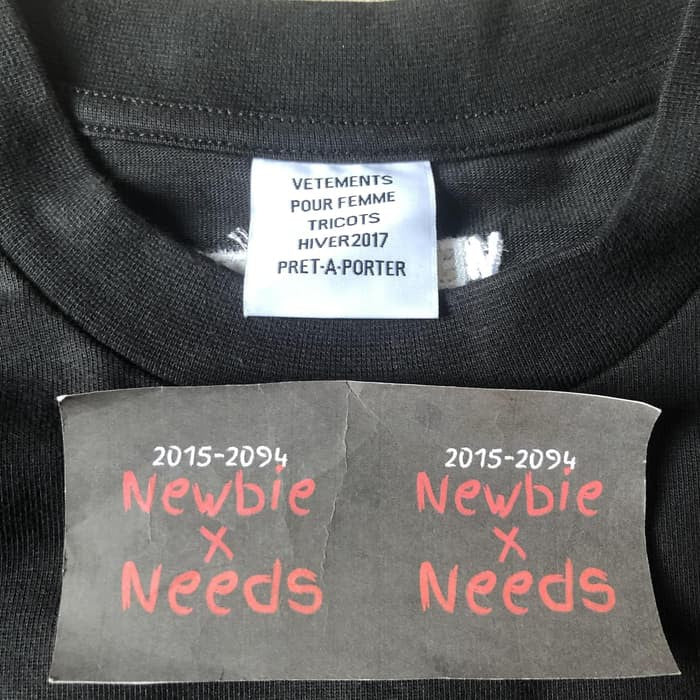 VETEMENTS
POUR FEMME
TRICOTS
HIVER2017
PRET-A-PORTER
2015-2094
Newbie
x
Needs
2015-2094
Newbie
x
Needs